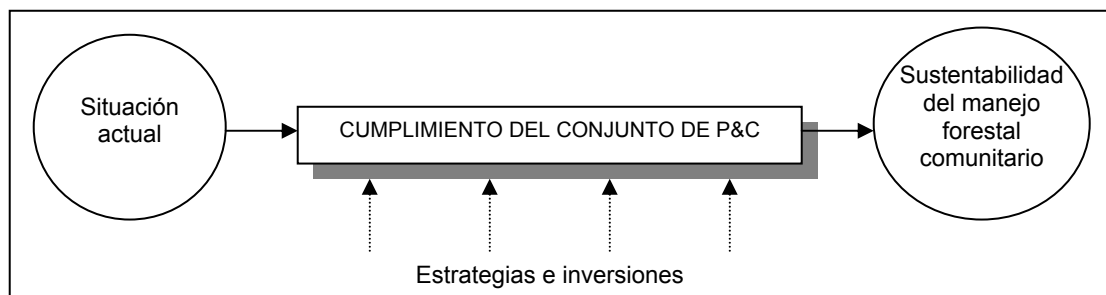 Situación
actual
CUMPLIMIENTO DEL CONJUNTO DE P&C
Sustentabilidad
del manejo
forestal
comunitario
Estrategias e inversiones